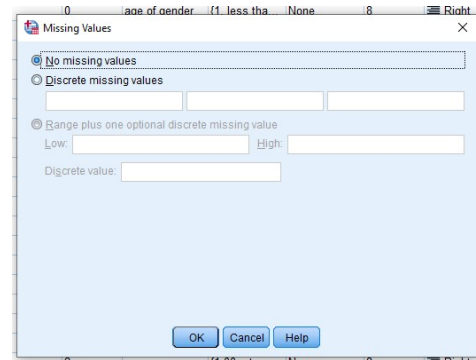 0 age of gender {1, less tha... None 8 Right
Missing Values
No missing values
Discrete missing values
Range plus one optional discrete missing value
Low: High:
Discrete value:
OK Cancel Help